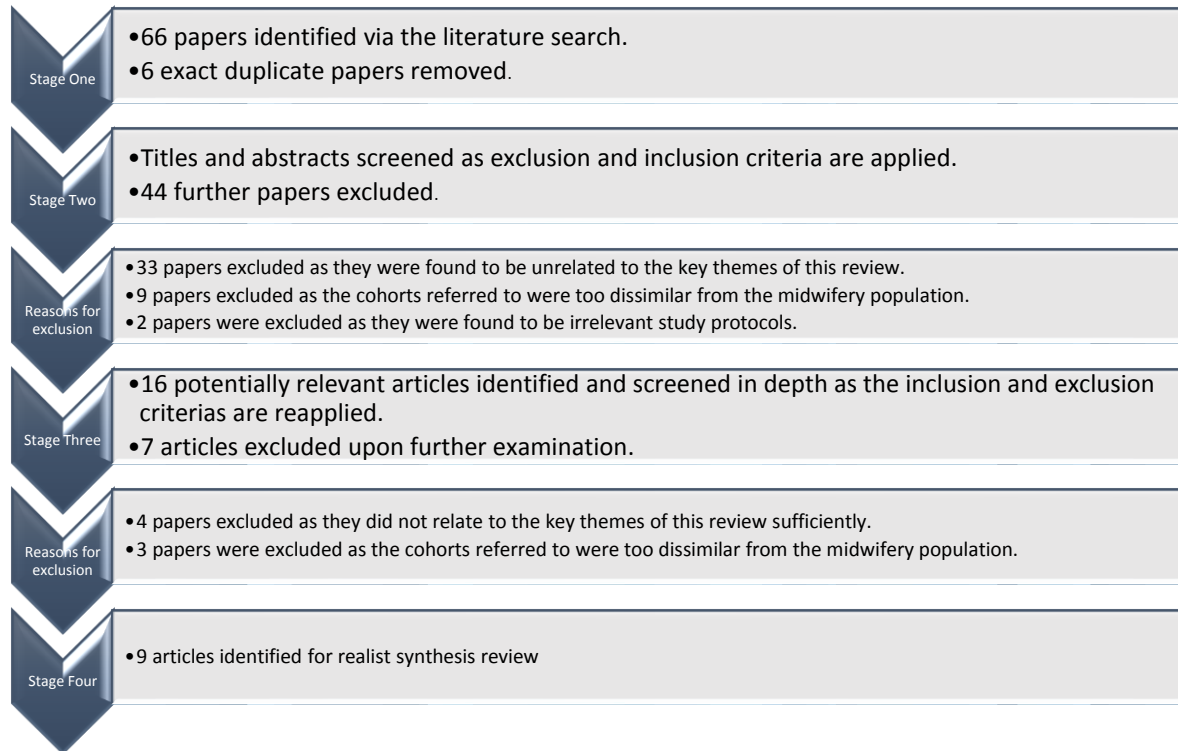 Stage One
•66 papers identified via the literature search.
•6 exact duplicate papers removed.
Stage Two
•Titles and abstracts screened as exclusion and inclusion criteria are applied.
•44 further papers excluded.
Reasons for
exclusion
•33 papers excluded as they were found to be unrelated to the key themes of this review.
•9 papers excluded as the cohorts referred to were too dissimilar from the midwifery population.
•2 papers were excluded as they were found to be irrelevant study protocols.
Stage Three
•16 potentially relevant articles identified and screened in depth as the inclusion and exclusion
criterias are reapplied.
•7 articles excluded upon further examination.
Reasons for
exclusion
•4 papers excluded as they did not relate to the key themes of this review sufficiently.
•3 papers were excluded as the cohorts referred to were too dissimilar from the midwifery population.
Stage Four
•9 articles identified for realist synthesis review